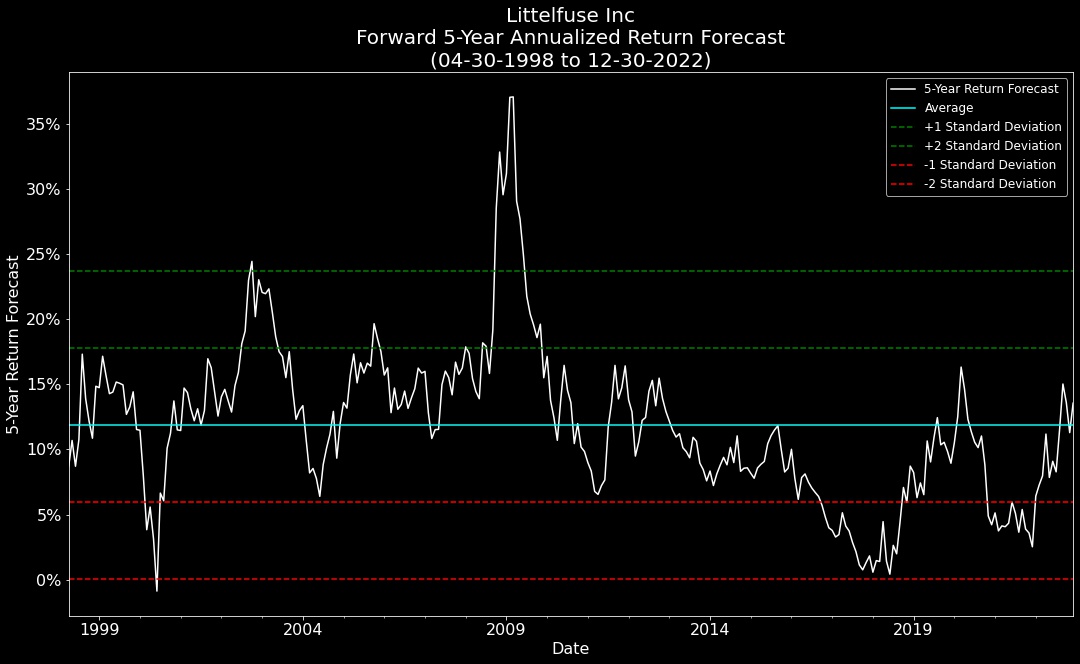 Littelfuse Inc
Forward 5-Year Annualized Return Forecast
(04-30-1998 to 12-30-2022)
5-Year Return Forecast
Average
+1 Standard Deviation
+2 Standard Deviation
-1 Standard Deviation
-2 Standard Deviation
5-Year Return Forecast
35%
30%
25%
20%
15%
10%
5%
0%
1999
2004
2009
2014
2019
Date